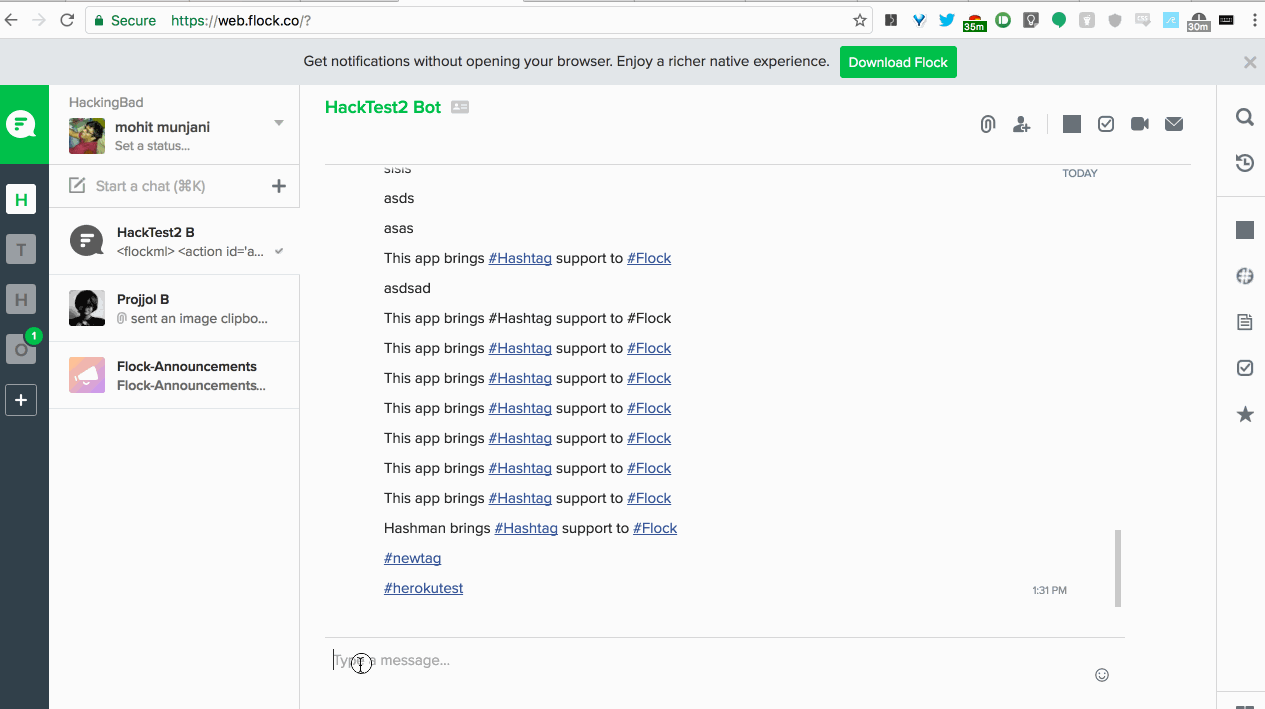 Secure https://web.flock.co/?
35m
30m
Get notifications without opening your browser. Enjoy a richer native experience. Download Flock
HackingBad
mohit munjani
Set a status...
Start a chat (⌘K)
H
T
H
O
1
HackTest2 B
<flockml> <action id='a...
Projjol B
sent an image clipbo...
Flock-Announcements
Flock-Announcements...
HackTest2 Bot
TODAY
sisis
asds
asas
This app brings #Hashtag support to #Flock
asdsad
This app brings #Hashtag support to #Flock
This app brings #Hashtag support to #Flock
This app brings #Hashtag support to #Flock
This app brings #Hashtag support to #Flock
This app brings #Hashtag support to #Flock
This app brings #Hashtag support to #Flock
This app brings #Hashtag support to #Flock
Hashman brings #Hashtag support to #Flock
#newtag
#herokutest
1:31 PM
Type a message...